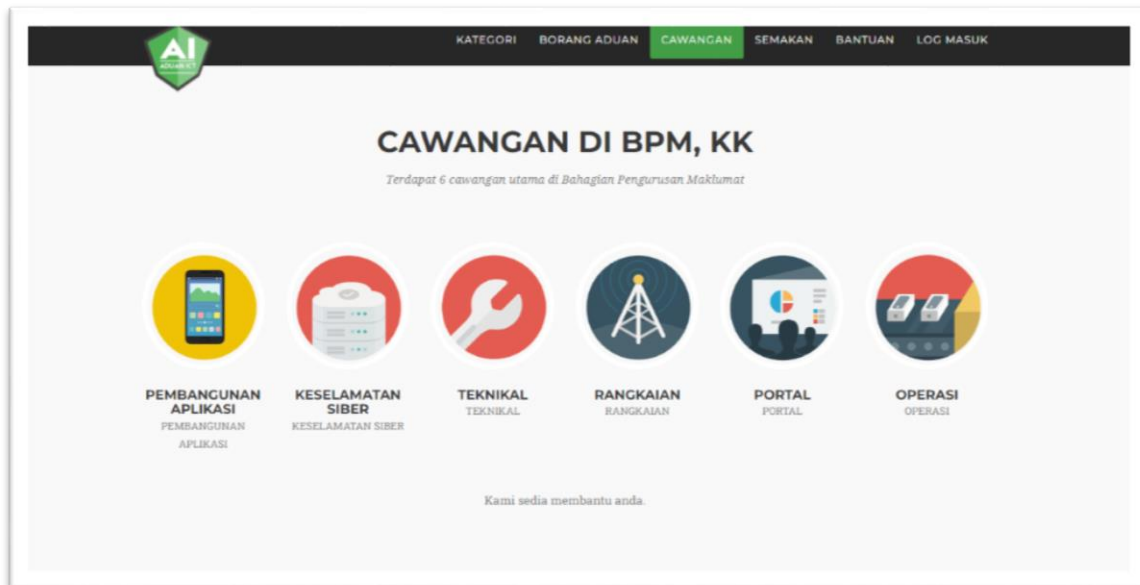 AI
ADUAN ICT
KATEGORI BORANG ADUAN CAWANGAN SEMAKAN BANTUAN LOG MASUK
CAWANGAN DI BPM, KK
Terdapat 6 cawangan utama di Bahagian Pengurusan Maklumat
PEMBANGUNAN
APLIKASI
PEMBANGUNAN
APLIKASI
KESELAMATAN
SIBER
KESELAMATAN SIBER
TEKNIKAL
TEKNIKAL
RANGKAIAN
RANGKAIAN
PORTAL
PORTAL
OPERASI
OPERASI
Kami sedia membantu anda.